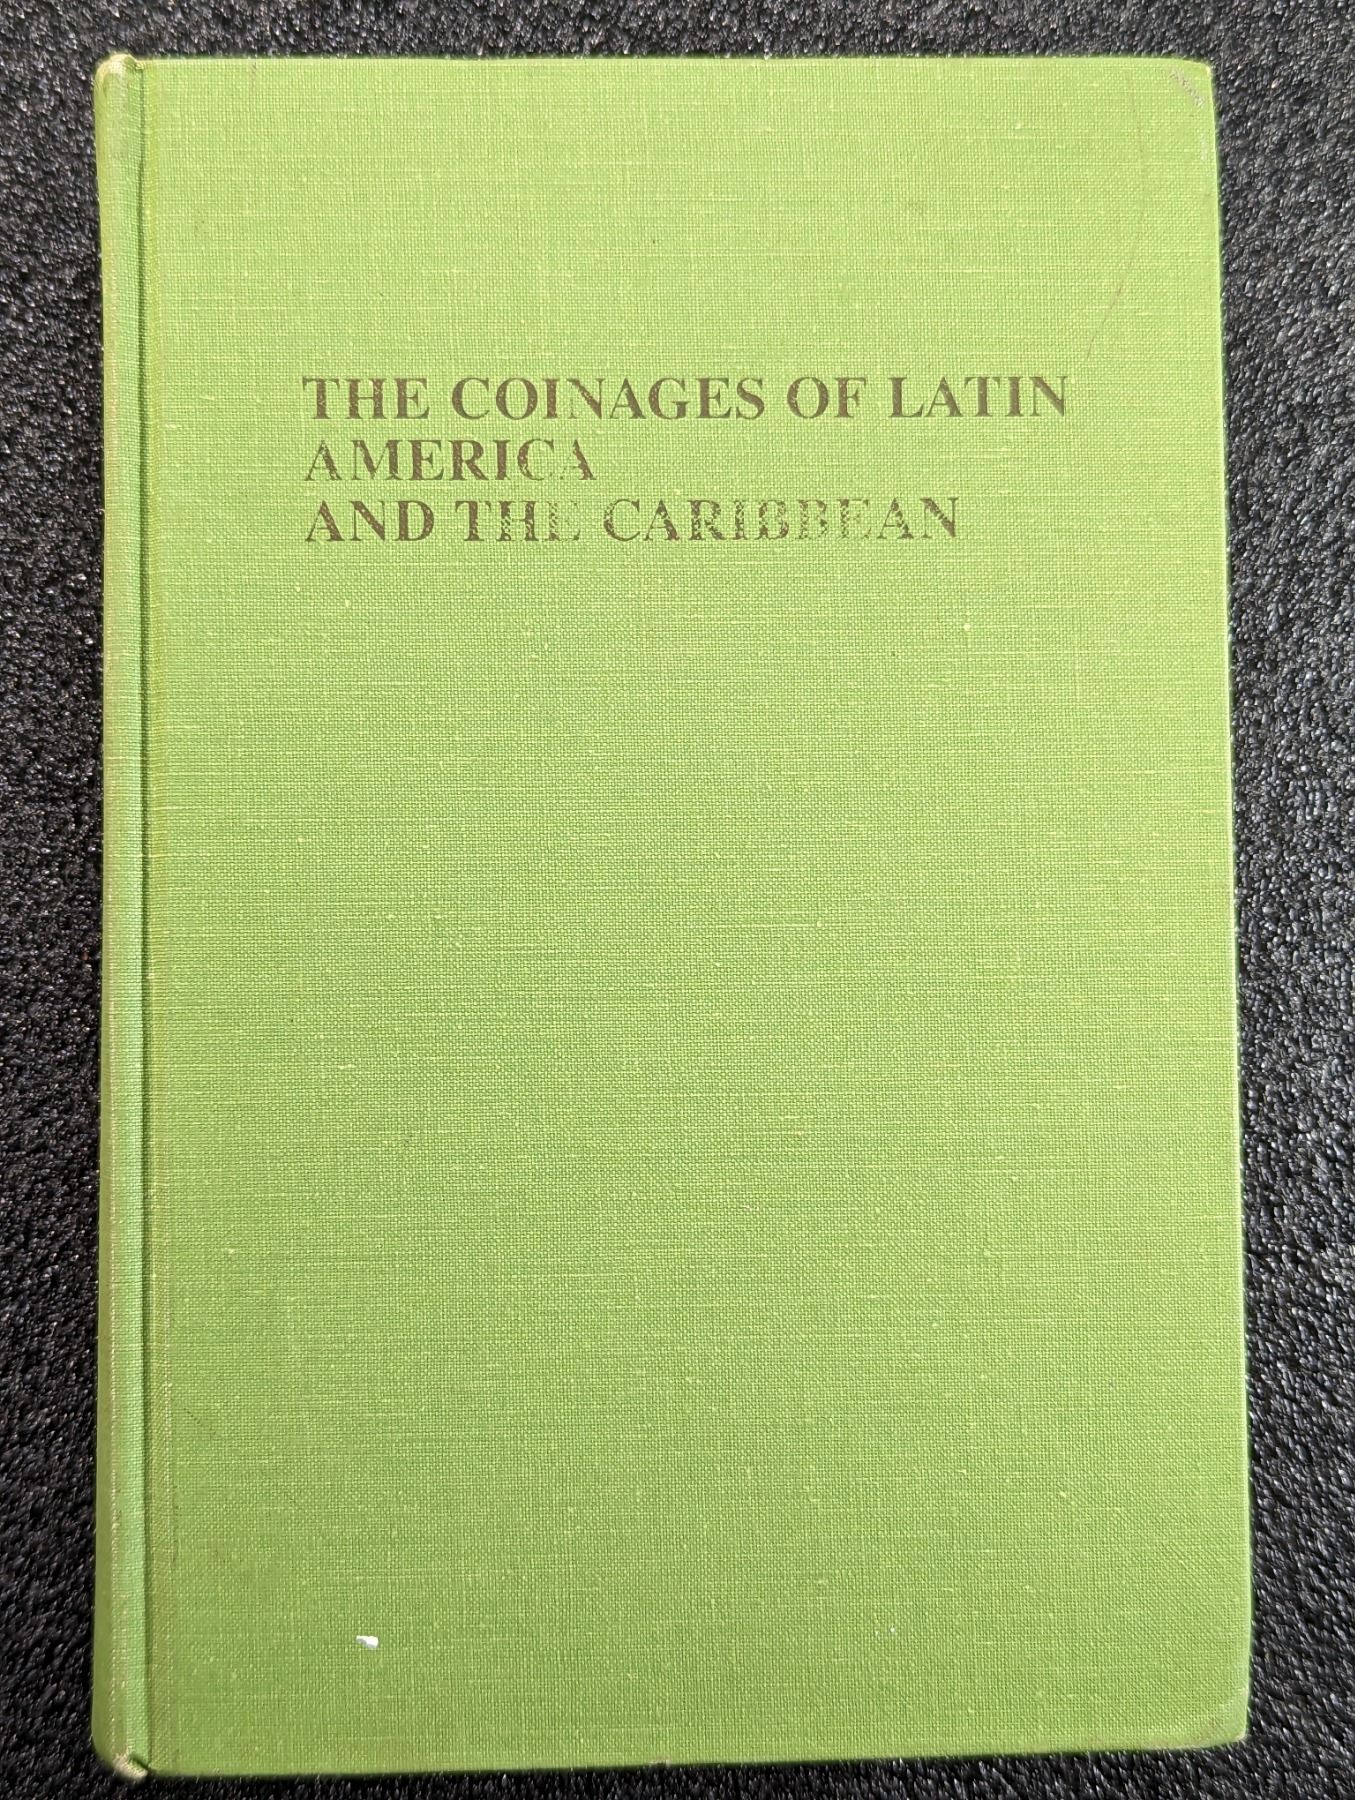 THE COINAGES OF LATIN
AMERICA
AND THE CARIBBEAN